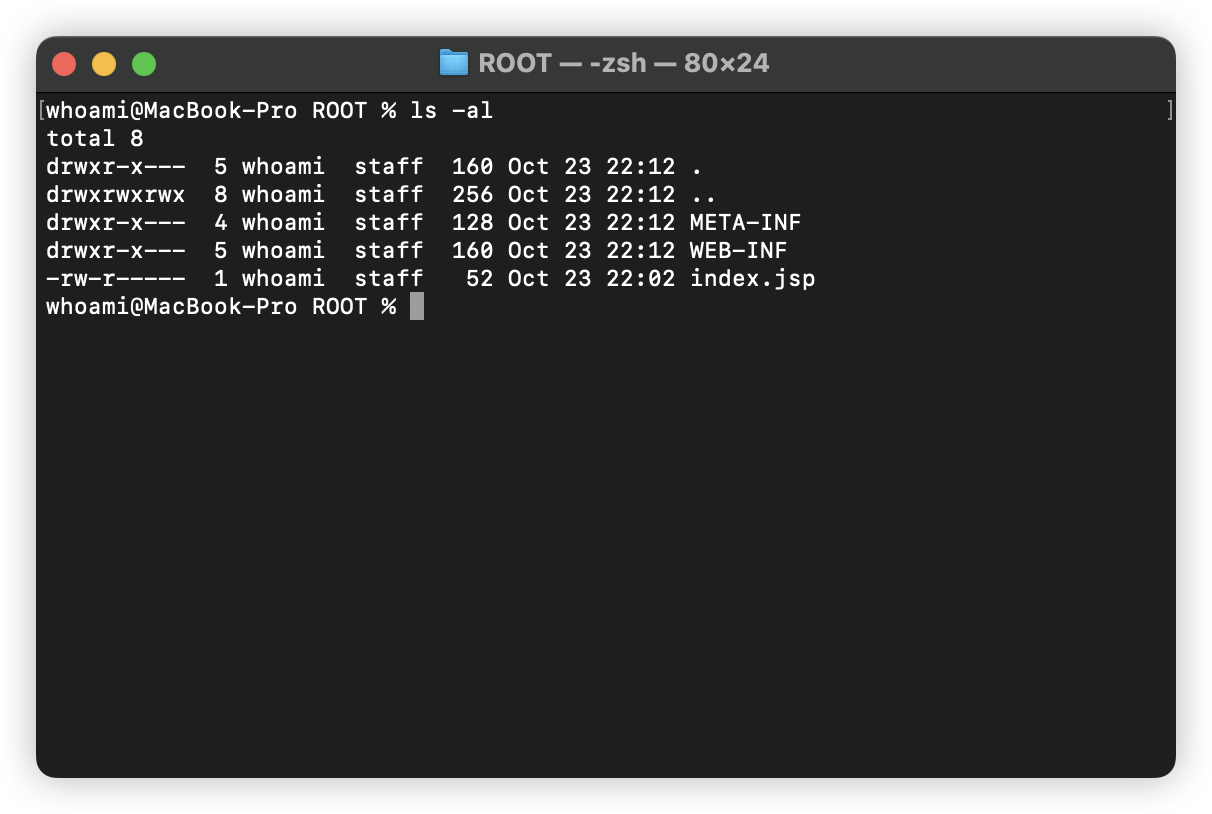 ROOT — -zsh — 80×24
[whoami@MacBook-Pro ROOT % ls -al ]
total 8
drwxr-x---  5 whoami  staff  160 Oct 23 22:12 .
drwxrwxrwx  8 whoami  staff  256 Oct 23 22:12 ..
drwxr-x---  4 whoami  staff  128 Oct 23 22:12 META-INF
drwxr-x---  5 whoami  staff  160 Oct 23 22:12 WEB-INF
-rw-r-----  1 whoami  staff   52 Oct 23 22:02 index.jsp
whoami@MacBook-Pro ROOT %